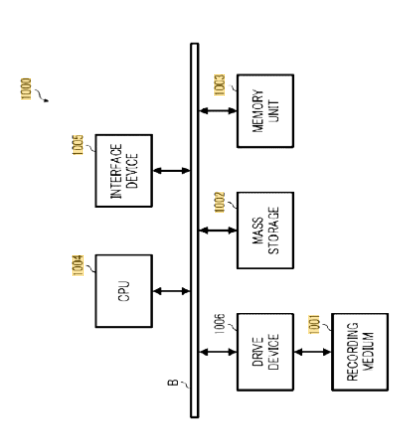 1000
1004
CPU
1005
INTERFACE
DEVICE
B
1006
DRIVE
DEVICE
1002
MASS
STORAGE
1003
MEMORY
UNIT
1001
RECORDING
MEDIUM